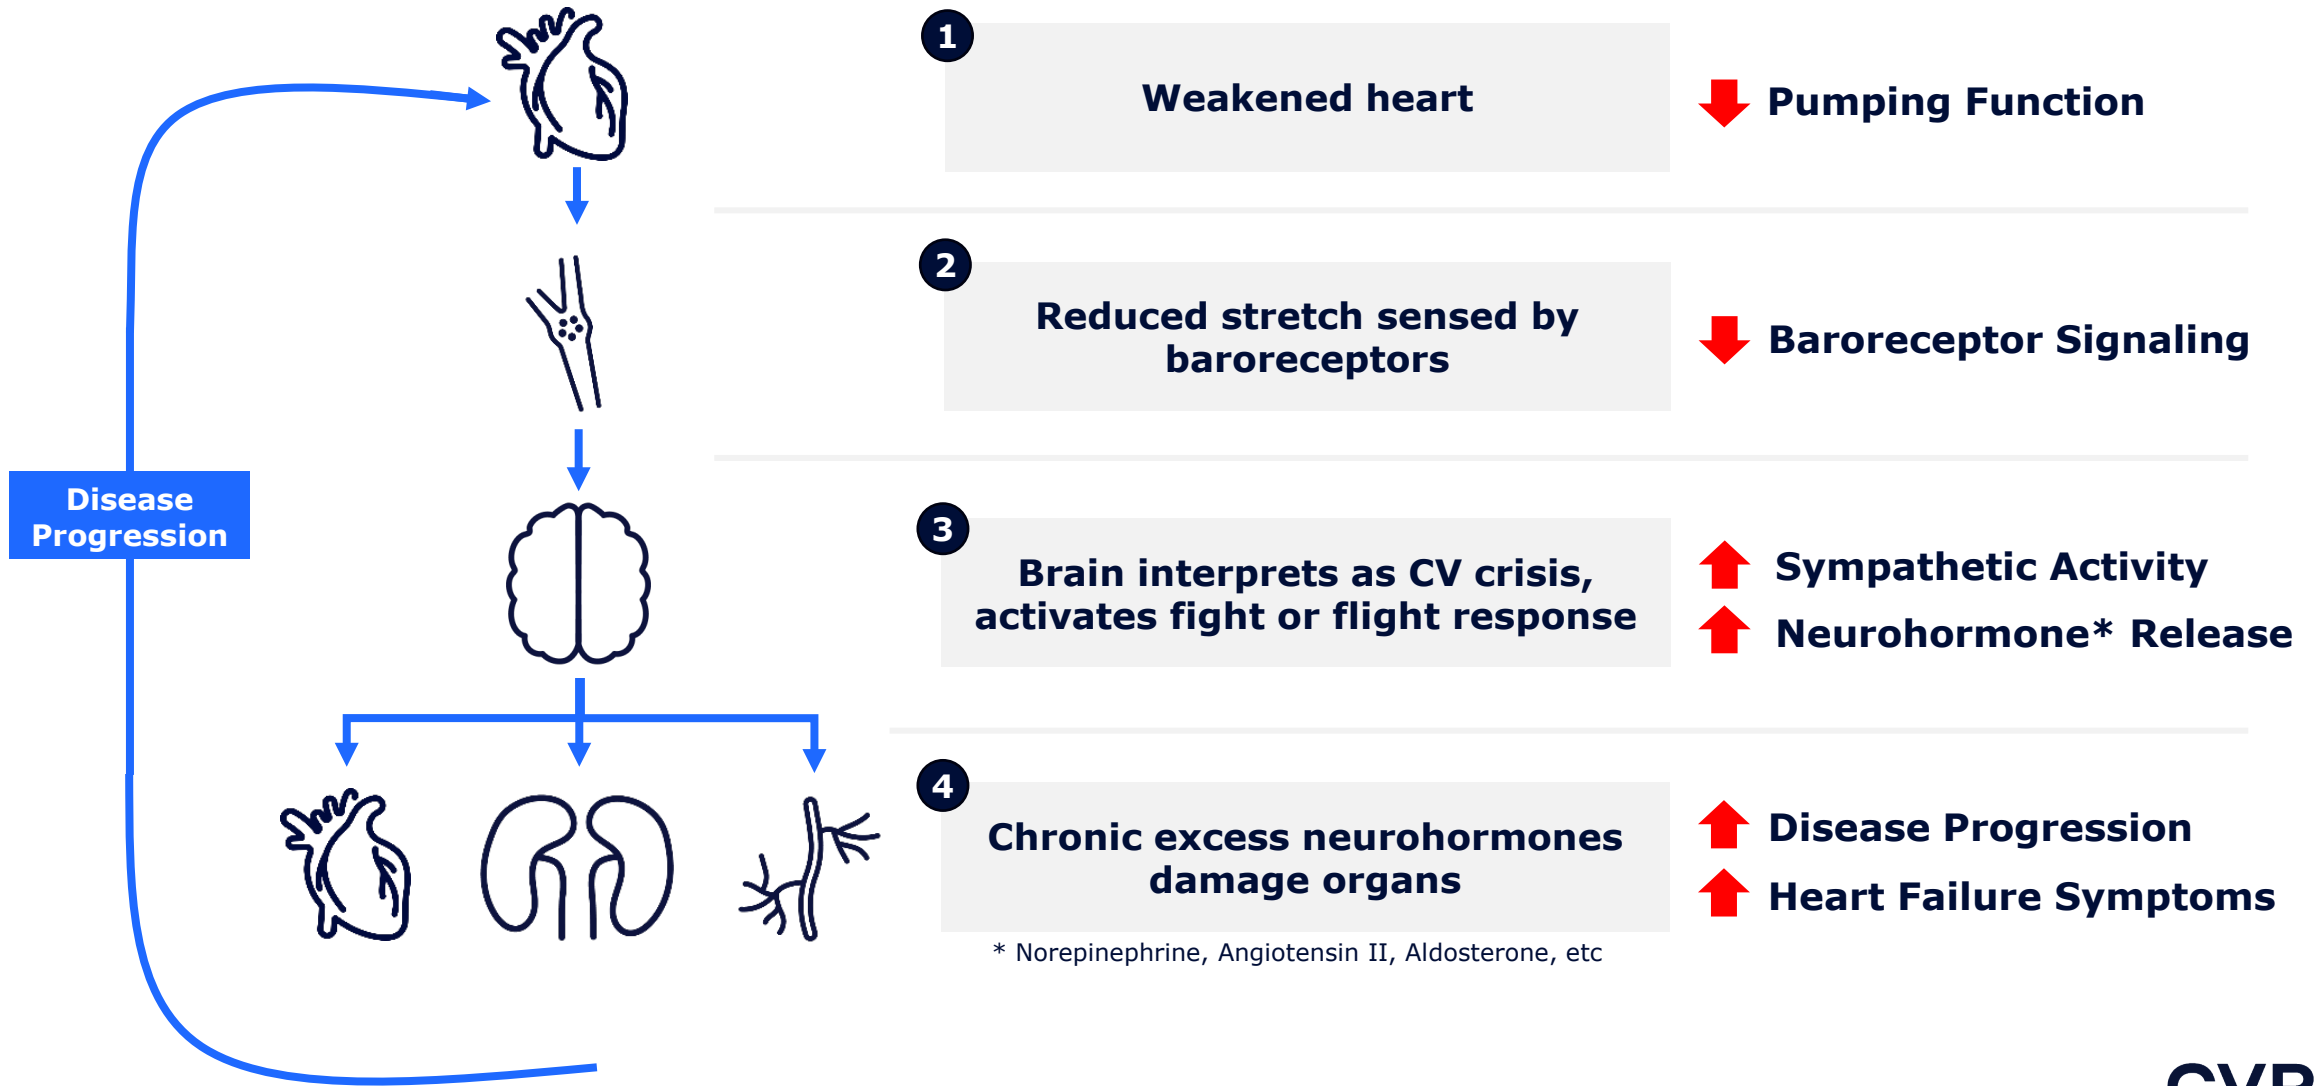 1
Weakened heart
Pumping Function
2
Reduced stretch sensed by
baroreceptors
Baroreceptor Signaling
Disease
Progression
3
Brain interprets as CV crisis,
activates fight or flight response
Sympathetic Activity
Neurohormone* Release
4
Chronic excess neurohormones
damage organs
Disease Progression
Heart Failure Symptoms
* Norepinephrine, Angiotensin II, Aldosterone, etc